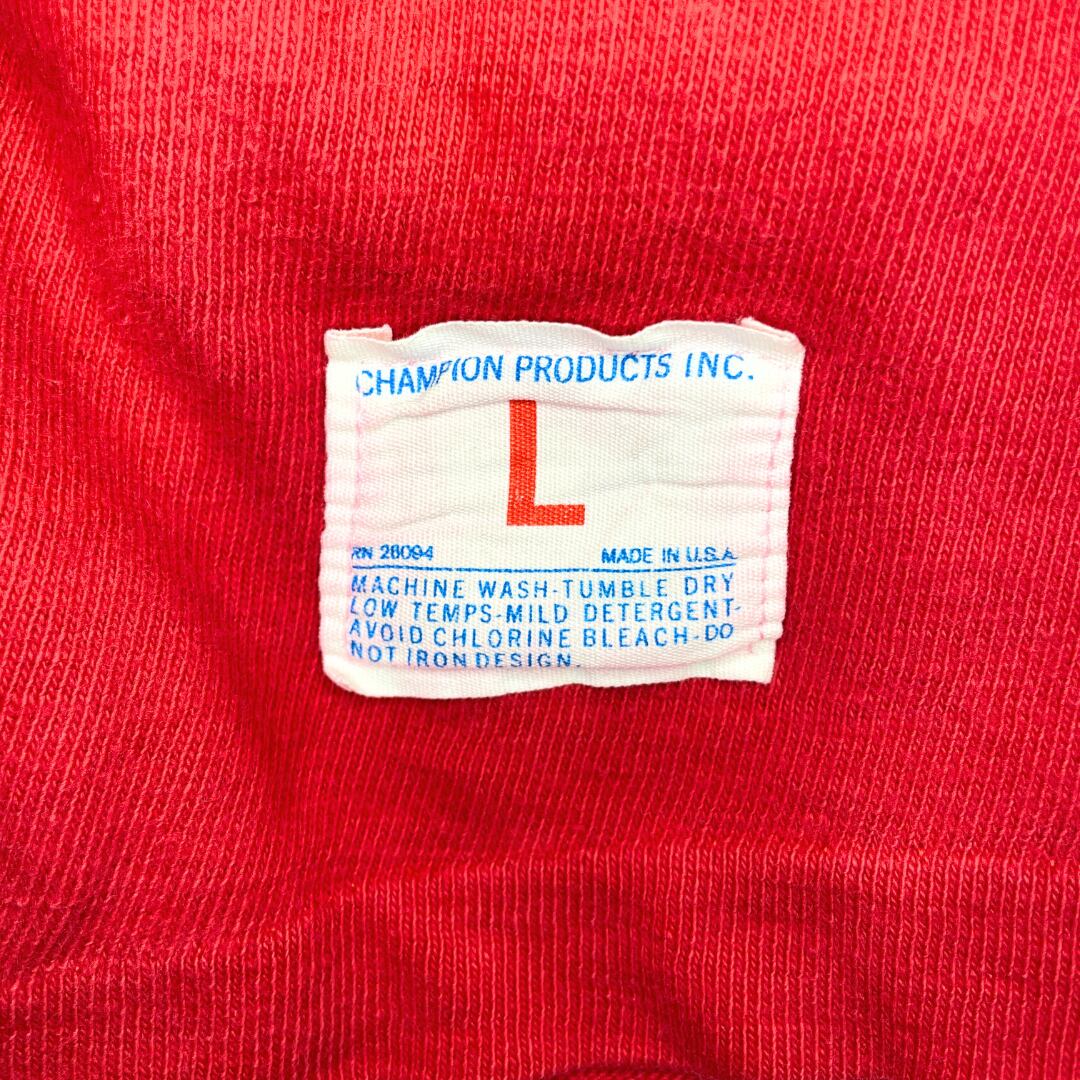 CHAMPION PRODUCTS INC.
L
RN 26094 MADE IN U.S.A.
MACHINE WASH-TUMBLE DRY
LOW TEMPS-MILD DETERGENT-
AVOID CHLORINE BLEACH-DO
NOT IRON DESIGN.